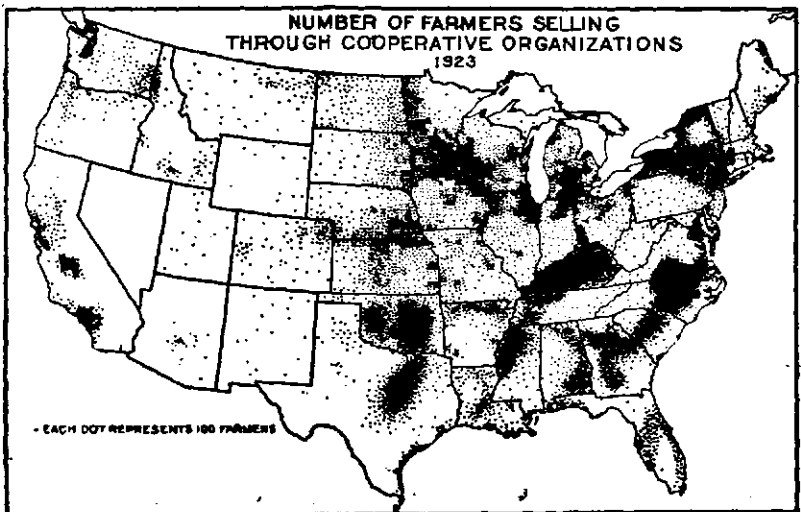 NUMBER OF FARMERS SELLING
THROUGH COOPERATIVE ORGANIZATIONS
1923
- EACH DOT REPRESENTS 100 FARMERS